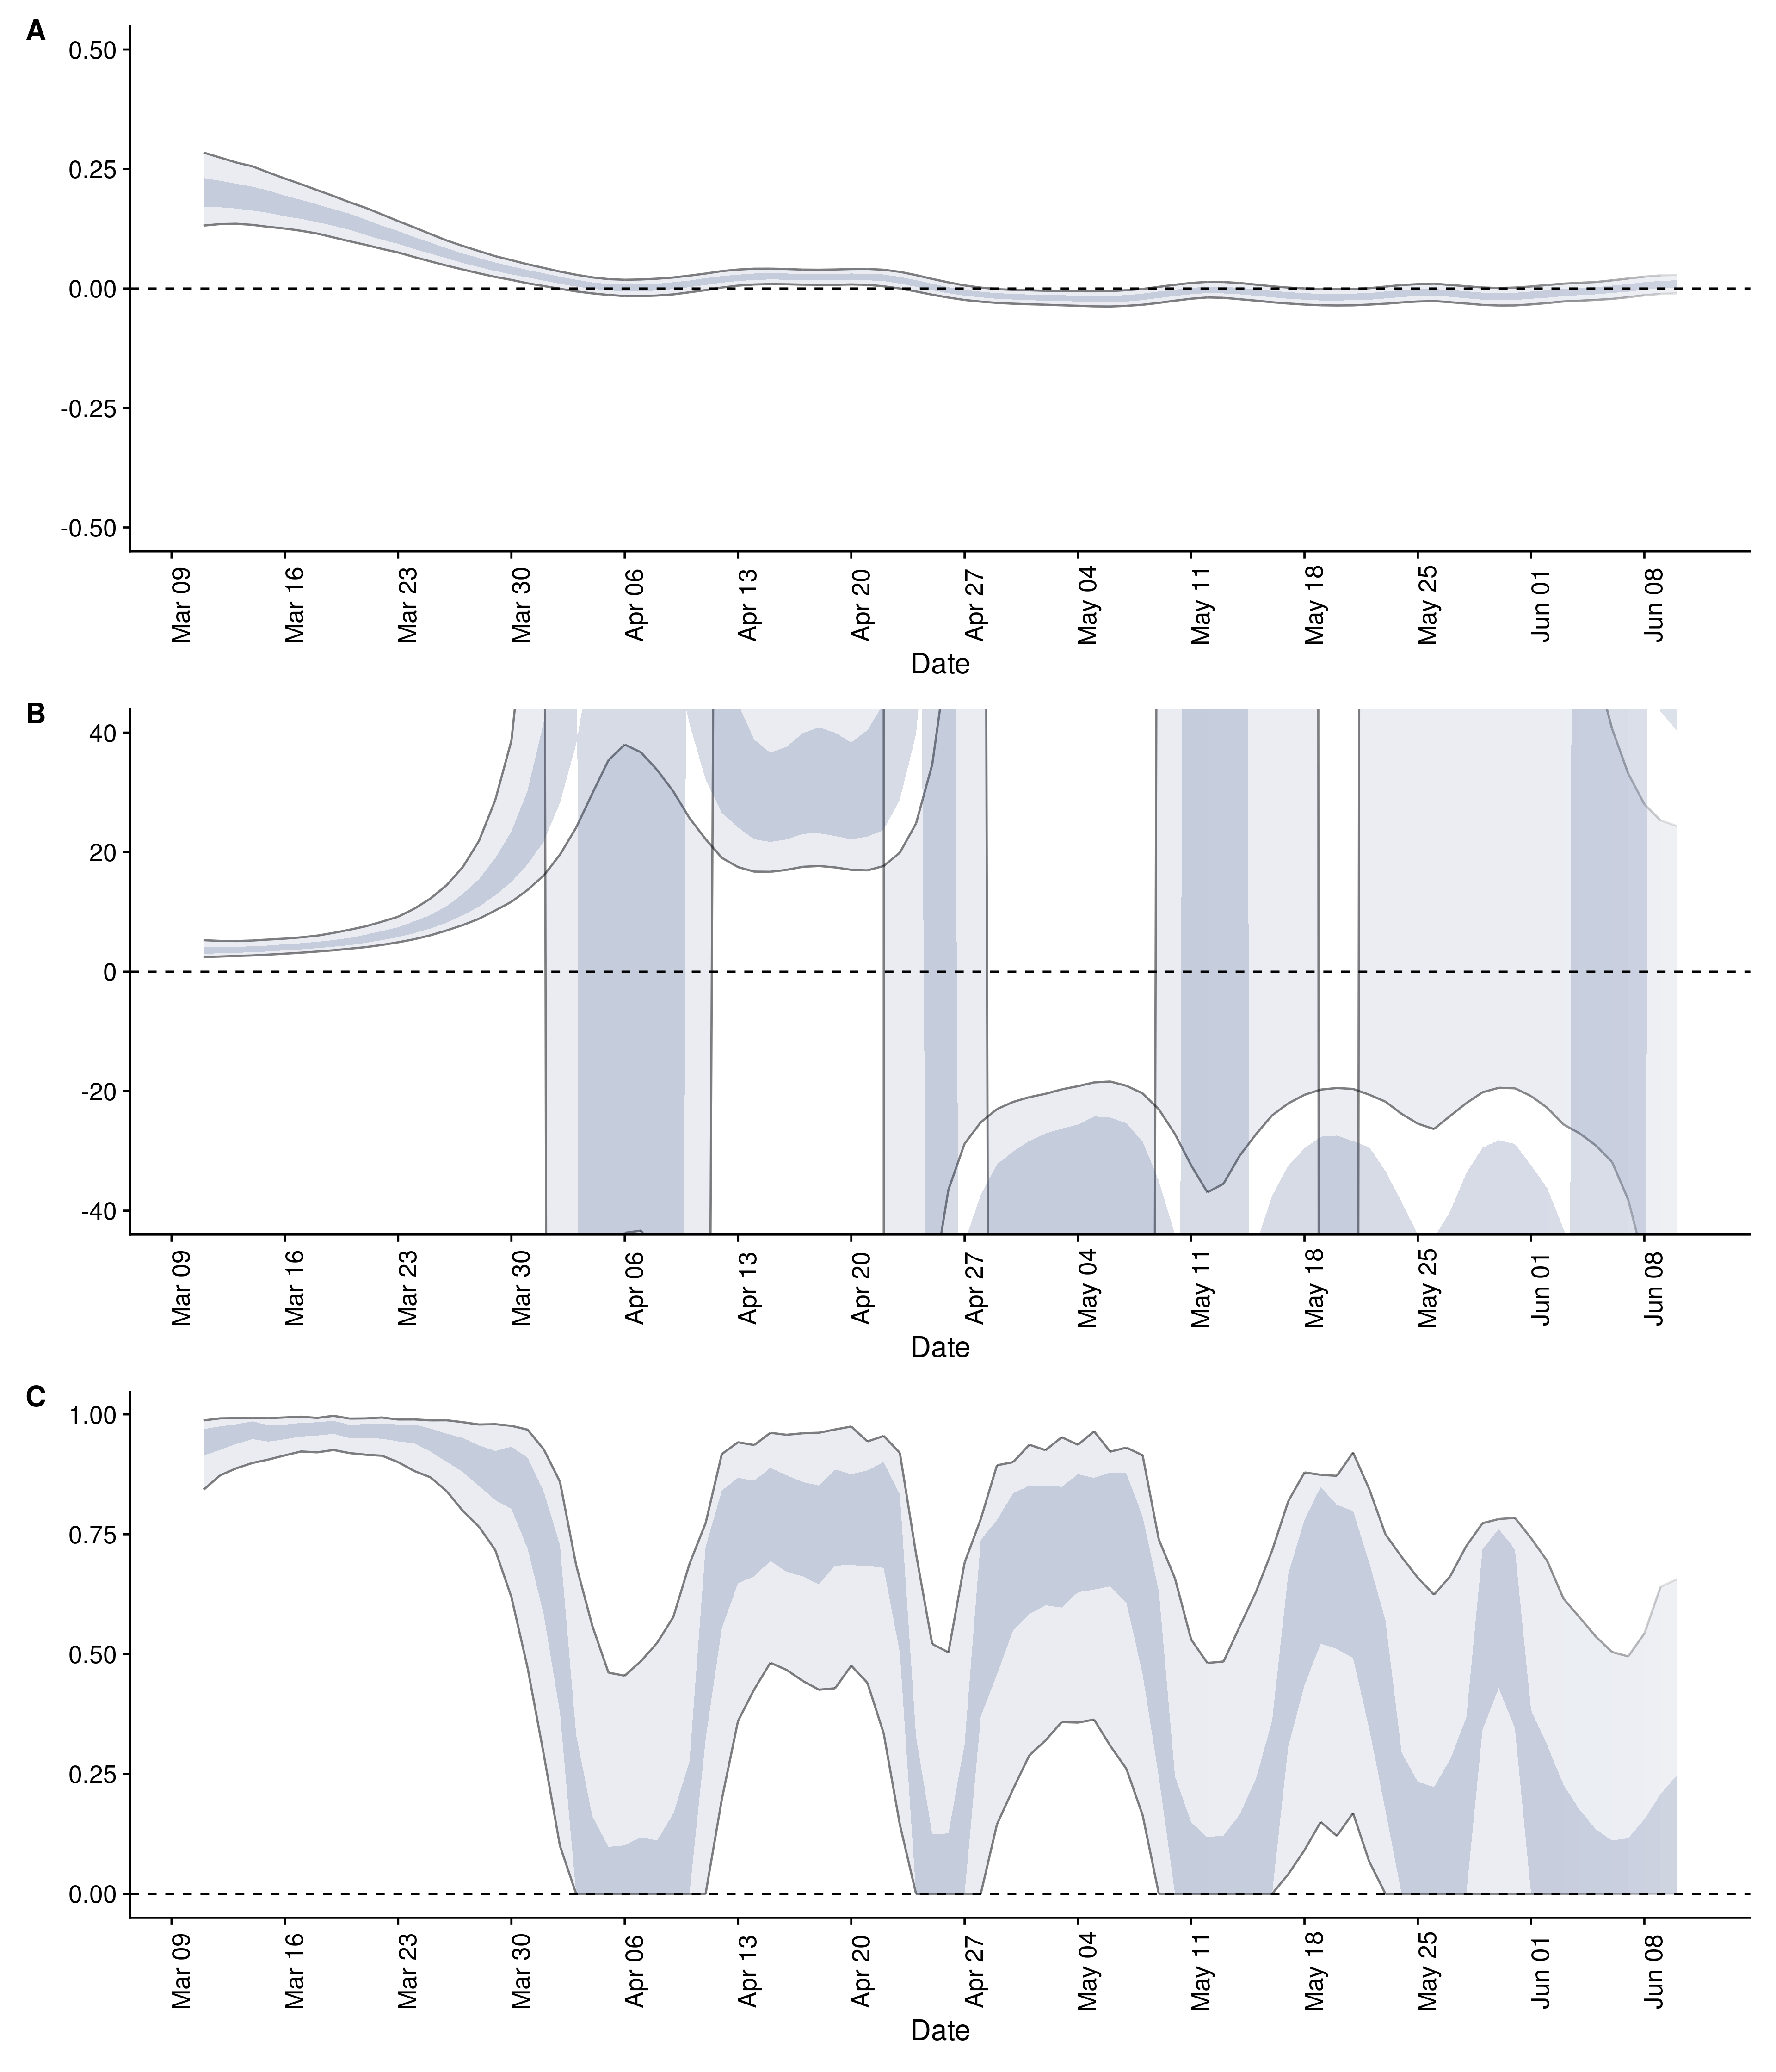 A
0.50
0.25
0.00
-0.25
-0.50
Mar 09
Mar 16
Mar 23
Mar 30
Apr 06
Apr 13
Apr 20
Apr 27
May 04
May 11
May 18
May 25
Jun 01
Jun 08
Date
B
40
20
0
-20
-40
Mar 09
Mar 16
Mar 23
Mar 30
Apr 06
Apr 13
Apr 20
Apr 27
May 04
May 11
May 18
May 25
Jun 01
Jun 08
Date
C
1.00
0.75
0.50
0.25
0.00
Mar 09
Mar 16
Mar 23
Mar 30
Apr 06
Apr 13
Apr 20
Apr 27
May 04
May 11
May 18
May 25
Jun 01
Jun 08
Date